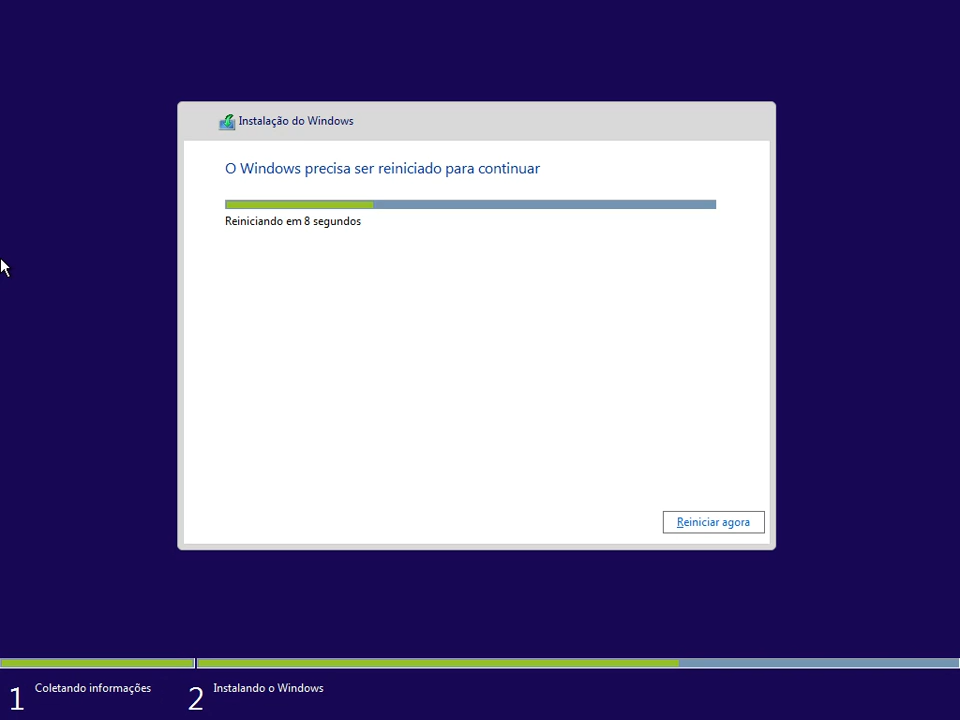 Instalação do Windows
O Windows precisa ser reiniciado para continuar
Reiniciando em 8 segundos
Reiniciar agora
1 Coletando informações
2 Instalando o Windows